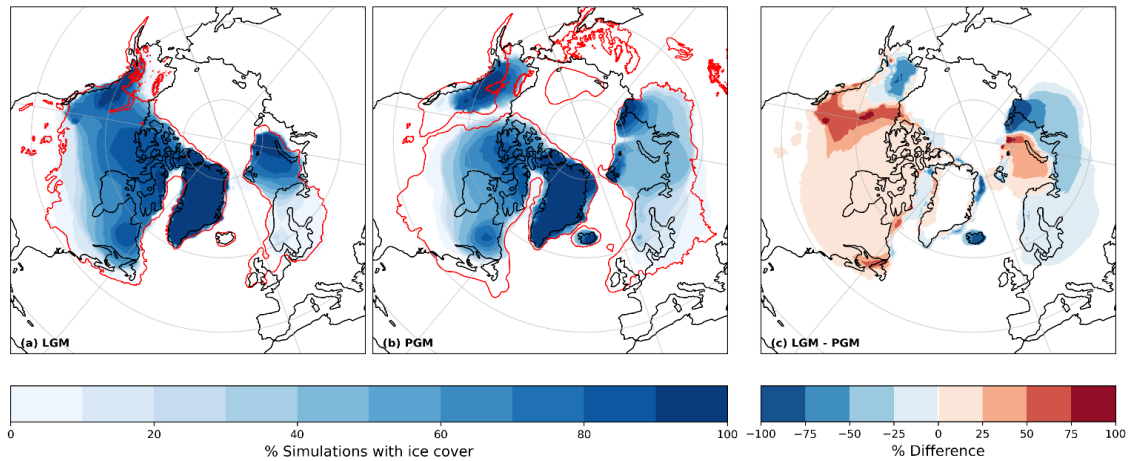 (a) LGM
(b) PGM
(c) LGM - PGM
0 20 40 60 80 100
% Simulations with ice cover
−100 −75 −50 −25 0 25 50 75 100
% Difference